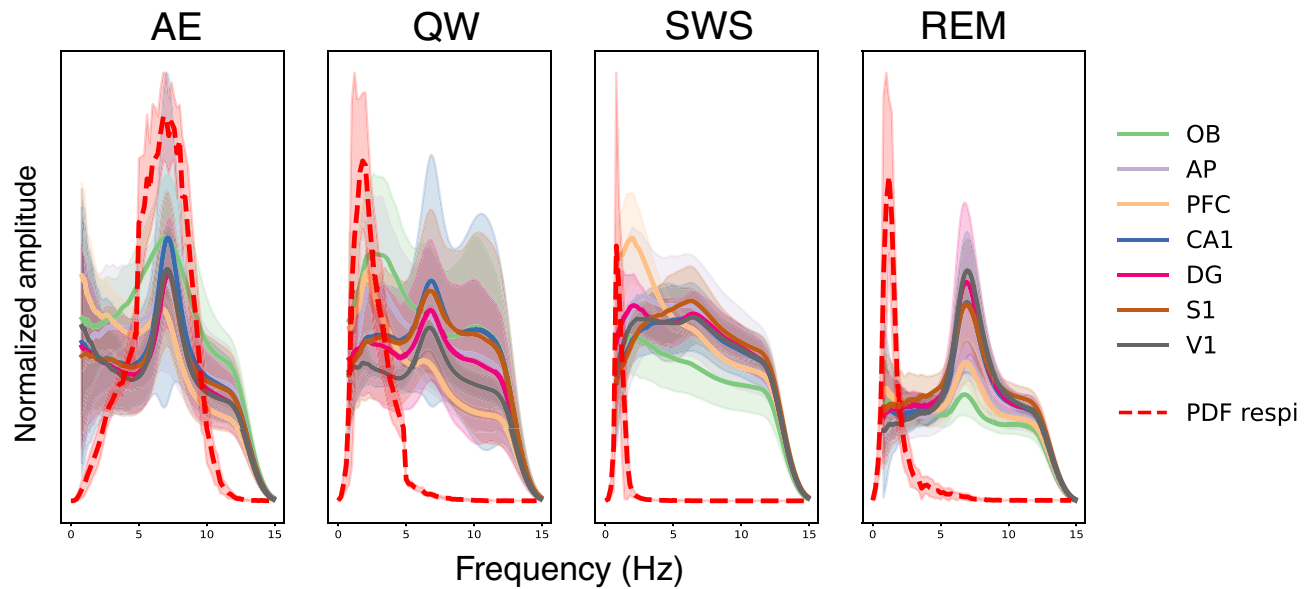 AE QW SWS REM
Normalized amplitude
OB
AP
PFC
CA1
DG
S1
V1
PDF respi
0 5 10 15 0 5 10 15 0 5 10 15 0 5 10 15
Frequency (Hz)